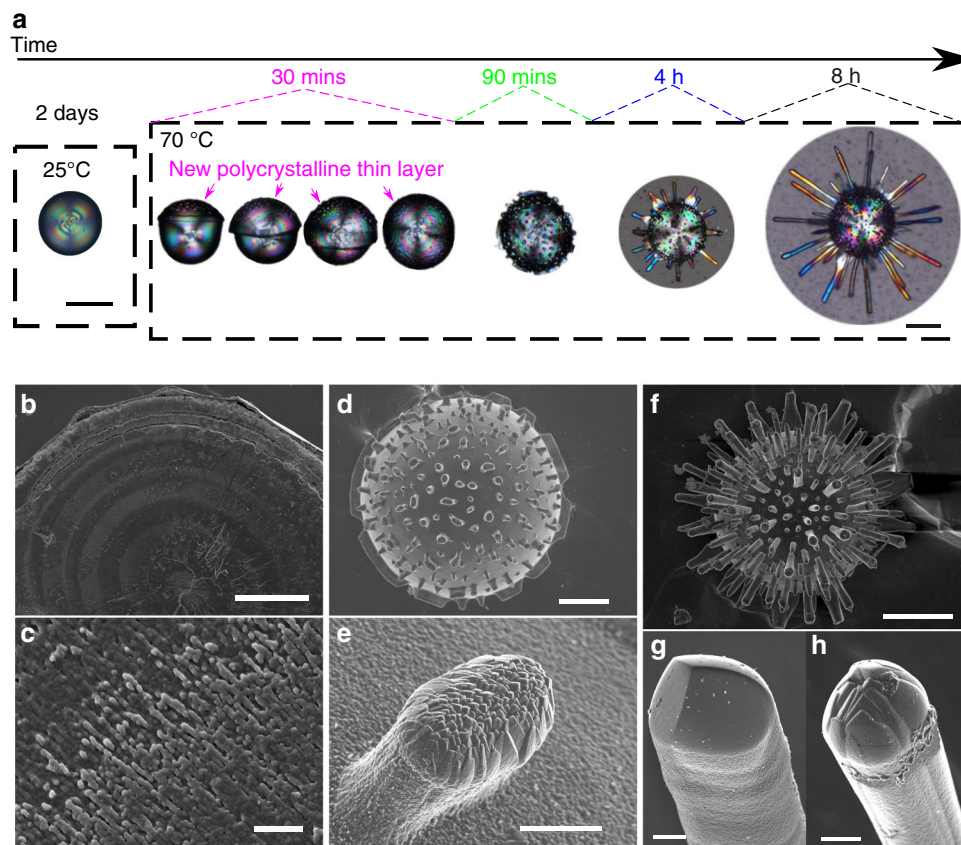 a
Time
30 mins
90 mins
4 h
8 h
2 days
70 °C
25°C
New polycrystalline thin layer
b
d
f
c
e
g
h